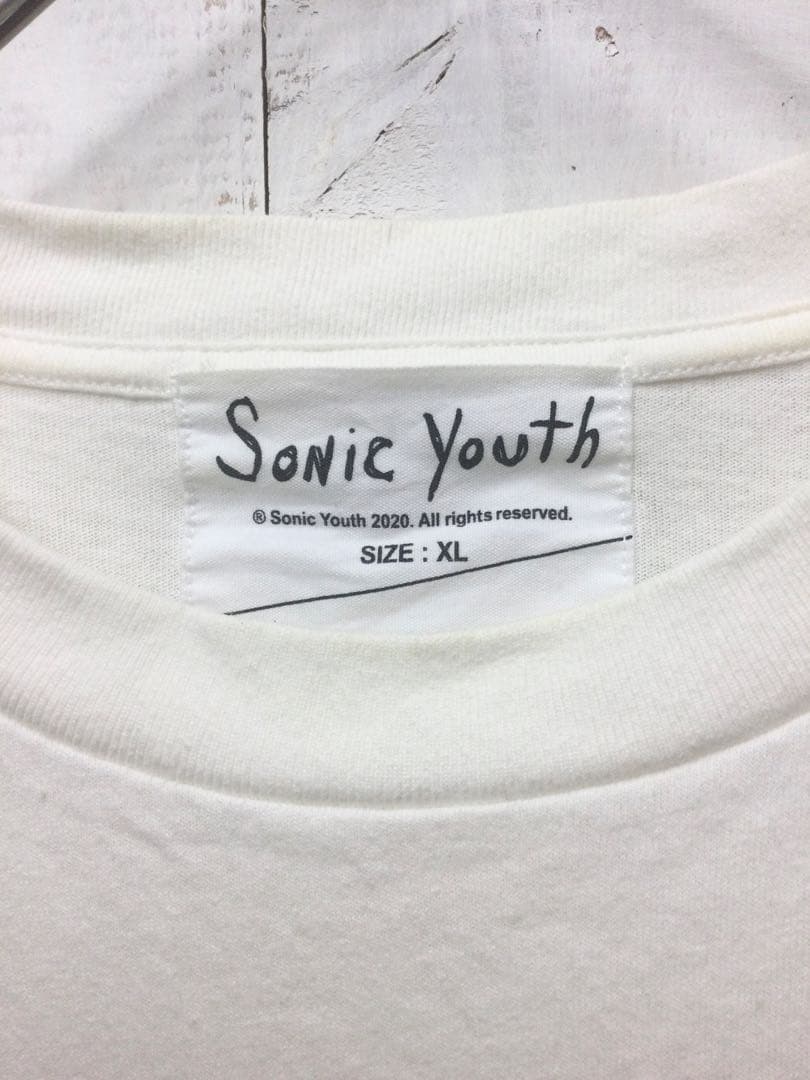 Sonic Youth
® Sonic Youth 2020. All rights reserved.
SIZE : XL